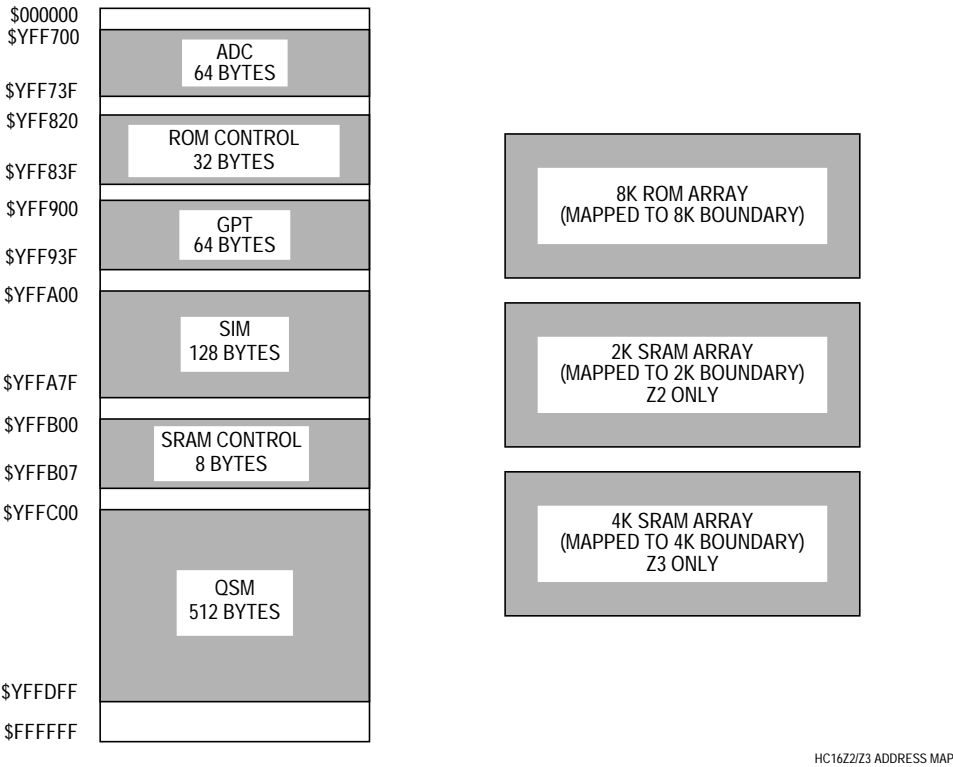 $000000
$YFF700
ADC
64 BYTES
$YFF73F
$YFF820
ROM CONTROL
32 BYTES
$YFF83F
$YFF900
GPT
64 BYTES
$YFF93F
$YFFA00
SIM
128 BYTES
$YFFA7F
$YFFB00
SRAM CONTROL
8 BYTES
$YFFB07
$YFFC00
QSM
512 BYTES
$YFFDFF
$FFFFFF
8K ROM ARRAY
(MAPPED TO 8K BOUNDARY)
2K SRAM ARRAY
(MAPPED TO 2K BOUNDARY)
Z2 ONLY
4K SRAM ARRAY
(MAPPED TO 4K BOUNDARY)
Z3 ONLY
HC16Z2/Z3 ADDRESS MAP